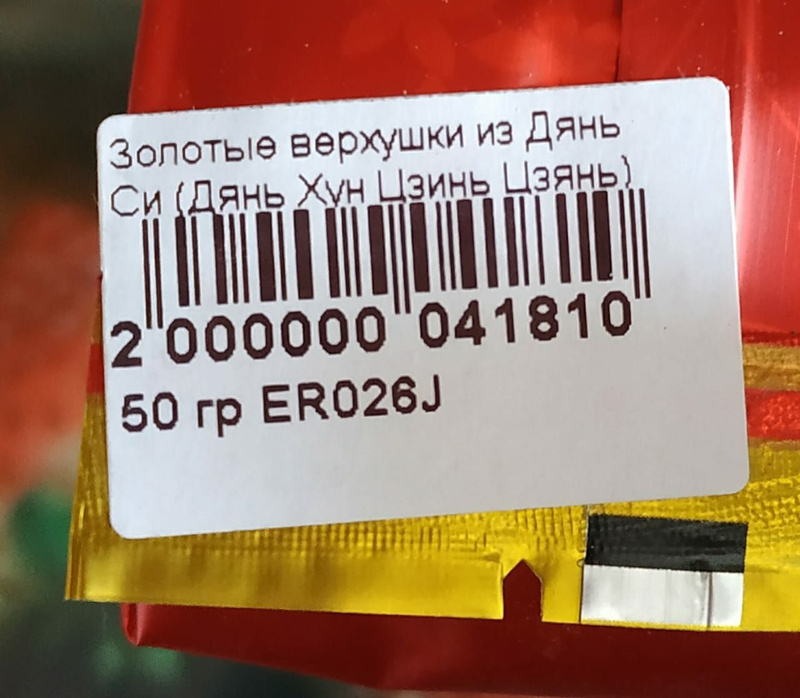 Золотые верхушки из Дянь
Си (Дянь Хун Цзинь Цзянь)
2 000000 041810
50 гр ER026J